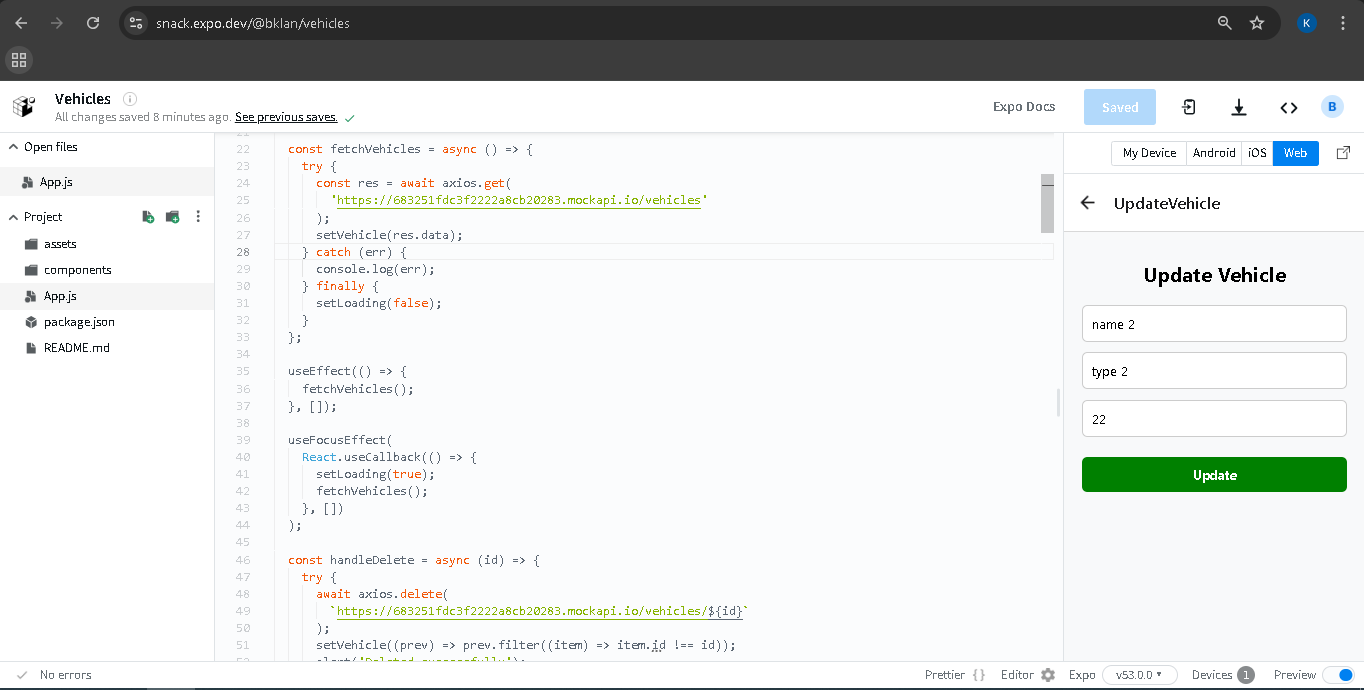 snack.expo.dev/@bklan/vehicles
K
Vehicles
All changes saved 8 minutes ago. See previous saves.
Expo Docs
Saved
B
Open files
App.js
Project
assets
components
App.js
package.json
README.md
22 const fetchVehicles = async () => {
23 try {
24 const res = await axios.get(
25 'https://683251fdc3f2222a8cb20283.mockapi.io/vehicles'
26 );
27 setVehicle(res.data);
28 } catch (err) {
29 console.log(err);
30 } finally {
31 setLoading(false);
32 }
33 };
34
35 useEffect(() => {
36 fetchVehicles();
37 }, []);
38
39 useFocusEffect(
40 React.useCallback(() => {
41 setLoading(true);
42 fetchVehicles();
43 }, [])
44 );
45
46 const handleDelete = async (id) => {
47 try {
48 await axios.delete(
49 `https://683251fdc3f2222a8cb20283.mockapi.io/vehicles/${id}`
50 );
51 setVehicle((prev) => prev.filter((item) => item.id !== id));
My Device Android iOS Web
UpdateVehicle
Update Vehicle
name 2
type 2
22
Update
No errors
Prettier { } Editor Expo v53.0.0 Devices 1 Preview